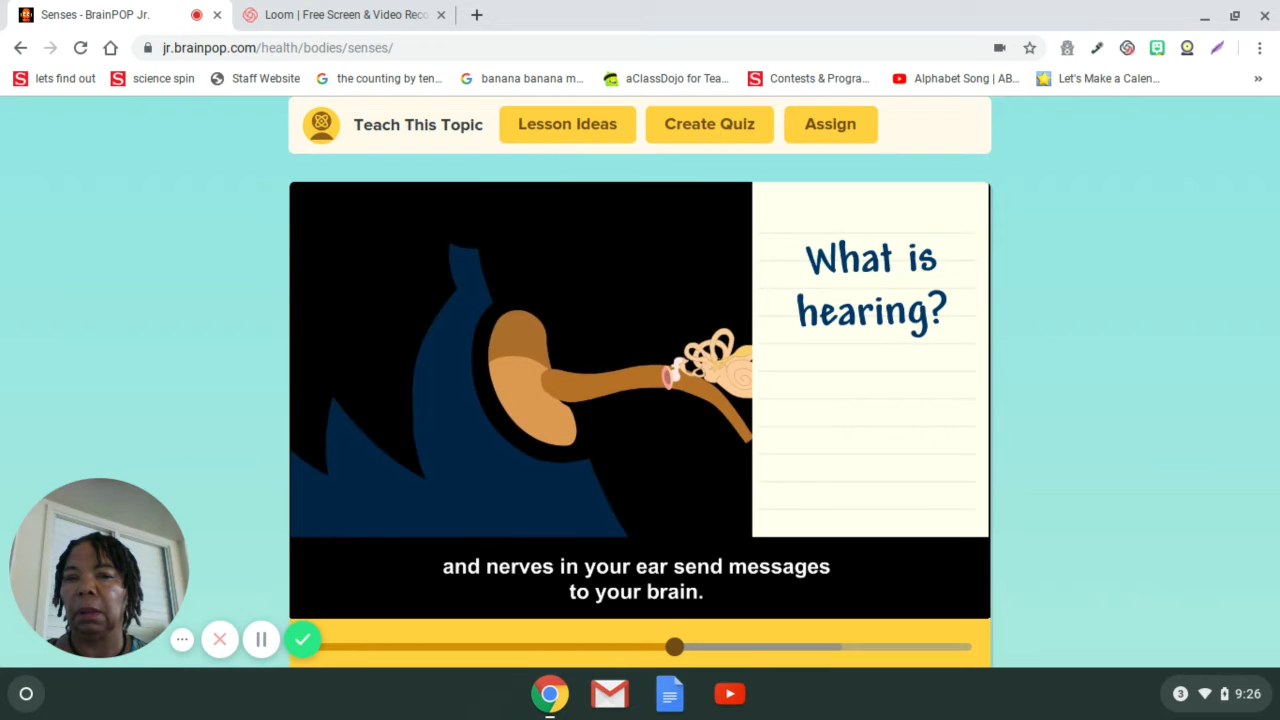 Senses - BrainPOP Jr.
Loom | Free Screen & Video Reco
jr.brainpop.com/health/bodies/senses/
lets find out
science spin
Staff Website
the counting by ten...
banana banana m...
aClassDojo for Tea...
Contests & Progra...
Alphabet Song | AB...
Let's Make a Calen...
»
Teach This Topic
Lesson Ideas
Create Quiz
Assign
What is
hearing?
and nerves in your ear send messages
to your brain.
3
9:26